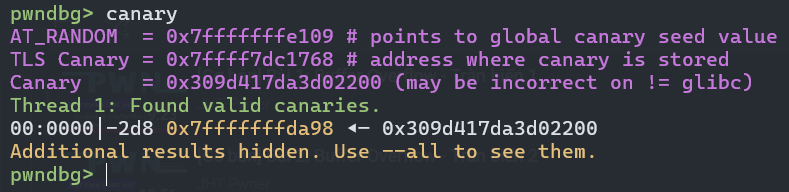 pwndbg> canary
AT_RANDOM  = 0x7fffffffe109 # points to global canary seed value
TLS Canary = 0x7ffff7dc1768 # address where canary is stored
Canary     = 0x309d417da3d02200 (may be incorrect on != glibc)
Thread 1: Found valid canaries.
00:0000│-2d8 0x7fffffffda98 ◂— 0x309d417da3d02200
Additional results hidden. Use --all to see them.
pwndbg>